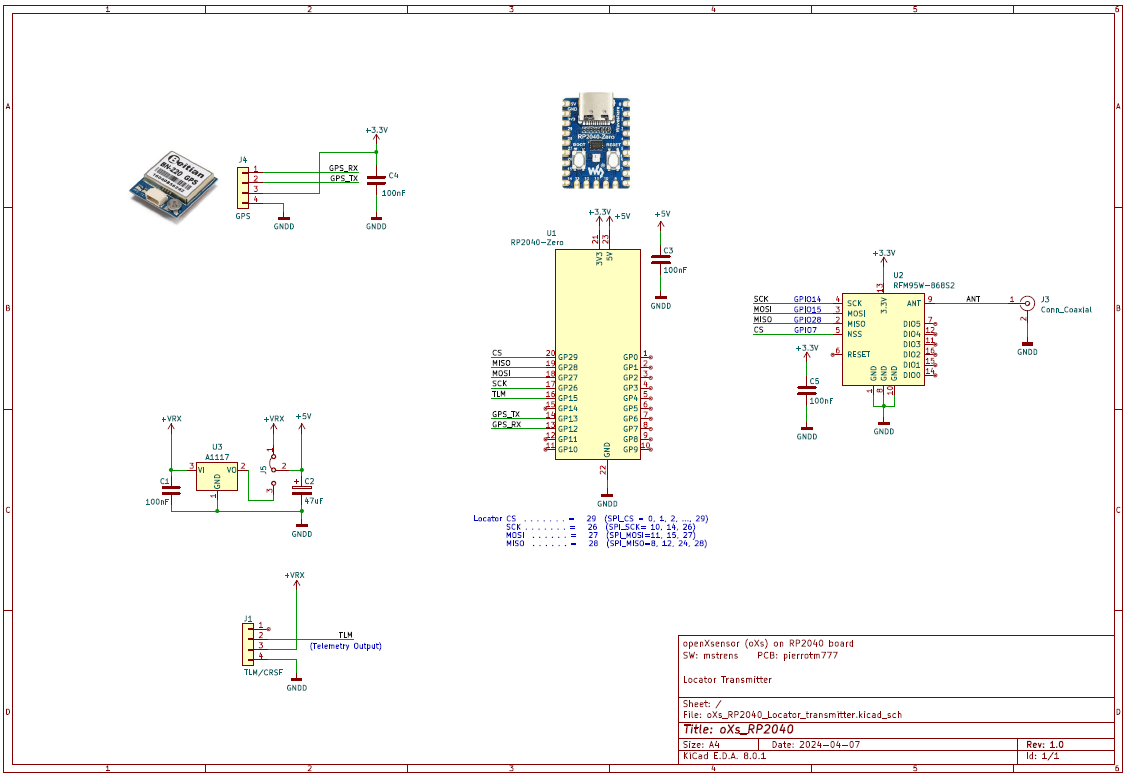 1 2 3 4 5 6
A A
B B
C C
D D
1 2 3 4 5 6
Beitian
BN-220 GPS
J4
1
2
3
4
GPS
GPS_RX
GPS_TX
+3.3V
C4
100nF
GNDD
GNDD
RP2040-Zero
BOOT
RESET
U1
RP2040-Zero
+3.3V
+5V
21
23
3V3
5V
+5V
C3
100nF
GNDD
CS 20 GP29
MISO 19 GP28
MOSI 18 GP27
SCK 17 GP26
TLM 16 GP15
15 GP14
GPS_TX 14 GP13
GPS_RX 13 GP12
12 GP11
11 GP10
GP0 1
GP1 2
GP2 3
GP3 4
GP4 5
GP5 6
GP6 7
GP7 8
GP8 9
GP9 10
GND
22
GNDD
Locator CS . . . . . . . = 29 (SPI_CS = 0, 1, 2, ..., 29)
SCK . . . . . . . = 26 (SPI_SCK= 10, 14, 26)
MOSI . . . . . . = 27 (SPI_MOSI=11, 15, 27)
MISO . . . . . . = 28 (SPI_MISO=8, 12, 24, 28)
+3.3V
13
U2
RFM95W-868S2
SCK GPIO14 4 SCK
MOSI GPIO15 3 MOSI
MISO GPIO28 2 MISO
CS GPIO7 5 NSS
6 RESET
3.3V
ANT 9
ANT
1
J3
Conn_Coaxial
2
GNDD
DIO5 7
DIO4 12
DIO3 11
DIO2 16
DIO1 15
DIO0 14
GND GND GND
1 8 10
GNDD
+3.3V
C5
100nF
GNDD
+VRX
U3
A1117
3 VI
VO 2
GND
1
C1
100nF
+VRX
+5V
1
2
3
J5
C2
47uF
GNDD
+VRX
J1
1
2
3
4
TLM/CRSF
TLM
(Telemetry Output)
GNDD
openXsensor (oXs) on RP2040 board
SW: mstrens PCB: pierrotm777
Locator Transmitter
Sheet: /
File: oXs_RP2040_Locator_transmitter.kicad_sch
Title: oXs_RP2040
Size: A4 Date: 2024-04-07 Rev: 1.0
KiCad E.D.A. 8.0.1 Id: 1/1